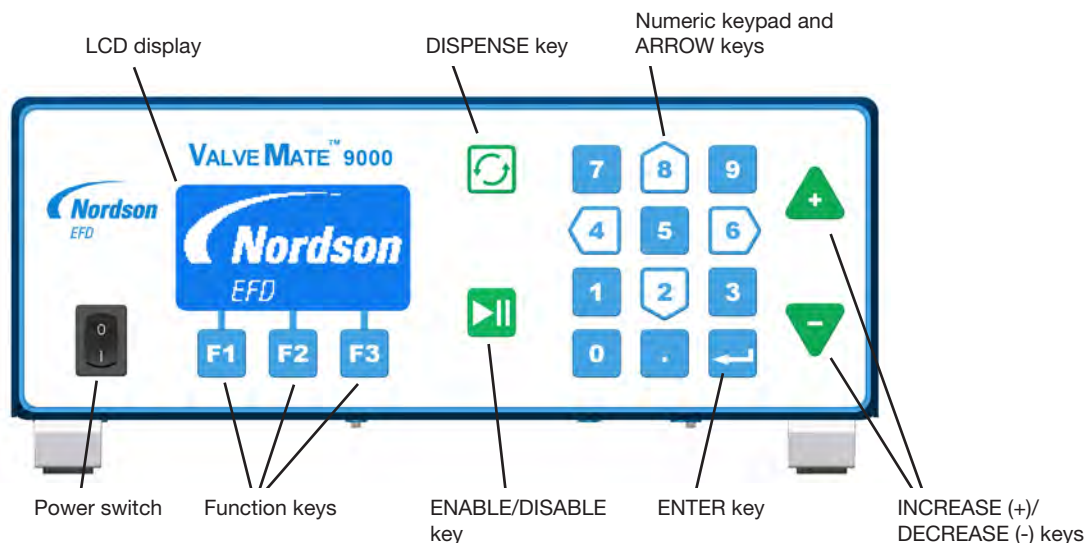 Numeric keypad and
ARROW keys
LCD display
DISPENSE key
VALVEMATE™ 9000
Nordson
EFD
Nordson
EFD
7 8 9
4 5 6
1 2 3
0 .
+
-
0
I
F1 F2 F3
Power switch
Function keys
ENABLE/DISABLE
key
ENTER key
INCREASE (+)/
DECREASE (-) keys